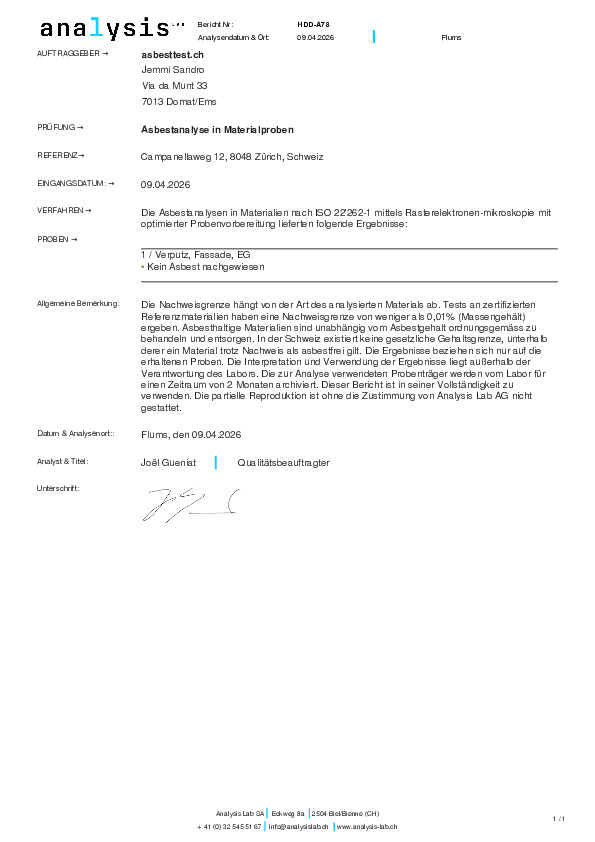 analysis
Bericht Nr: HDD-A78
Analysendatum & Ort: 09.04.2026 Flums
AUFTRAGGEBER → asbesttest.ch
Jemmi Sandro
Via da Munt 33
7013 Domat/Ems
PRÜFUNG → Asbestanalyse in Materialproben
REFERENZ→ Campanellaweg 12, 8048 Zürich, Schweiz
EINGANGSDATUM: → 09.04.2026
VERFAHREN → Die Asbestanalysen in Materialien nach ISO 22262-1 mittels Rasterelektronen-mikroskopie mit
optimierter Probenvorbereitung lieferten folgende Ergebnisse:
PROBEN →
1 / Verputz, Fassade, EG
• Kein Asbest nachgewiesen
Allgemeine Bemerkung: Die Nachweisgrenze hängt von der Art des analysierten Materials ab. Tests an zertifizierten
Referenzmaterialien haben eine Nachweisgrenze von weniger als 0,01% (Massengehält)
ergeben. Asbesthaltige Materialien sind unabhängig vom Asbestgehalt ordnungsgemäss zu
behandeln und entsorgen. In der Schweiz existiert keine gesetzliche Gehaltsgrenze, unterhalb
derer ein Material trotz Nachweis als asbestfrei gilt. Die Ergebnisse beziehen sich nur auf die
erhaltenen Proben. Die Interpretation und Verwendung der Ergebnisse liegt außerhalb der
Verantwortung des Labors. Die zur Analyse verwendeten Probenträger werden vom Labor für
einen Zeitraum von 2 Monaten archiviert. Dieser Bericht ist in seiner Vollständigkeit zu
verwenden. Die partielle Reproduktion ist ohne die Zustimmung von Analysis Lab AG nicht
gestattet.
Datum & Analysenort:: Flums, den 09.04.2026
Analyst & Titel: Joël Gueniat Qualitätsbeauftragter
Unterschrift:
Analysis Lab SA Eckweg 8a 2504 Biel/Bienne (CH)
+ 41 (0) 32 545 51 67 info@analysislab.ch www.analysis-lab.ch
1 / 1